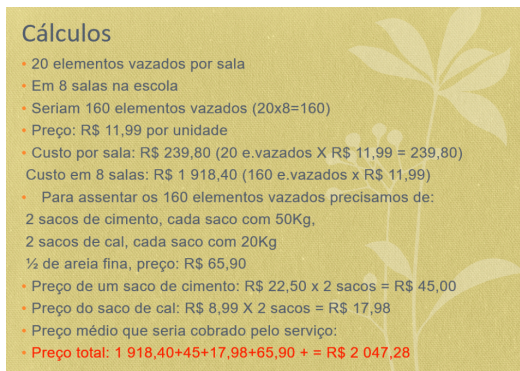 Cálculos
• 20 elementos vazados por sala
• Em 8 salas na escola
• Seriam 160 elementos vazados (20x8=160)
• Preço: R$ 11,99 por unidade
• Custo por sala: R$ 239,80 (20 e.vazados X R$ 11,99 = 239,80)
Custo em 8 salas: R$ 1 918,40 (160 e.vazados x R$ 11,99)
• Para assentar os 160 elementos vazados precisamos de:
2 sacos de cimento, cada saco com 50Kg,
2 sacos de cal, cada saco com 20Kg
½ de areia fina, preço: R$ 65,90
• Preço de um saco de cimento: R$ 22,50 x 2 sacos = R$ 45,00
• Preço do saco de cal: R$ 8,99 X 2 sacos = R$ 17,98
• Preço médio que seria cobrado pelo serviço:
• Preço total: 1 918,40+45+17,98+65,90 + = R$ 2 047,28